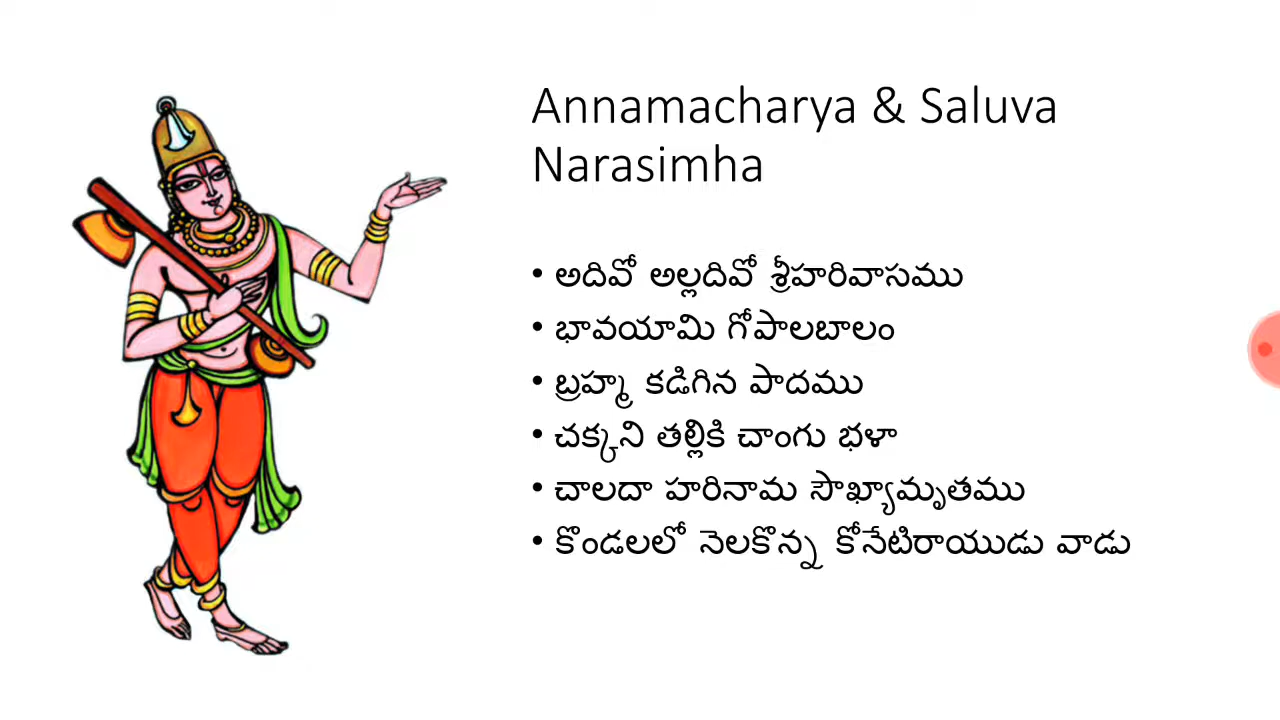 Annamacharya & Saluva
Narasimha
• అదివో అల్లదివో శ్రీహరివాసము
• భావయామి గోపాలబాలం
• బ్రహ్మ కడిగిన పాదము
• చక్కని తల్లికి చాంగు భళా
• చాలదా హరినామ సౌఖ్యామృతము
• కొండలలో నెలకొన్న కోనేటిరాయుడు వాడు